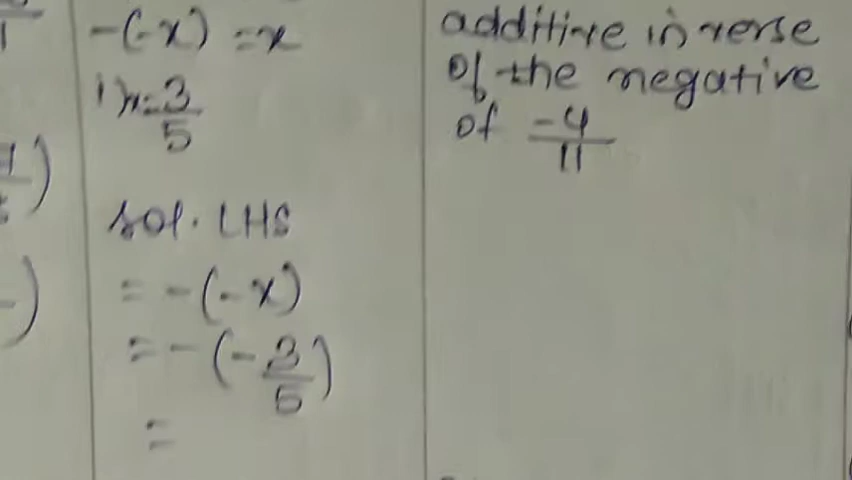 -(-x) = x
i) x = 3/5
sol. LHS
= -(-x)
= -(-3/5)
=
additive inverse
of the negative
of -4/11